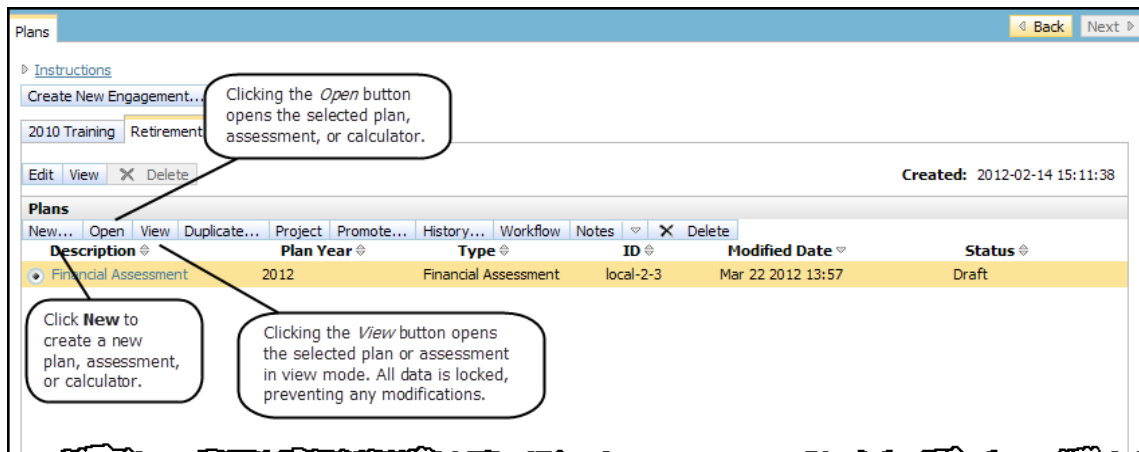 Plans
Back Next
Instructions
Create New Engagement...
Clicking the Open button
opens the selected plan,
assessment, or calculator.
2010 Training Retirement
Edit View Delete Created: 2012-02-14 15:11:38
Plans
New... Open View Duplicate... Project Promote... History... Workflow Notes Delete
Description Plan Year Type ID Modified Date Status
Financial Assessment 2012 Financial Assessment local-2-3 Mar 22 2012 13:57 Draft
Click New to
create a new
plan, assessment,
or calculator.
Clicking the View button opens
the selected plan or assessment
in view mode. All data is locked,
preventing any modifications.